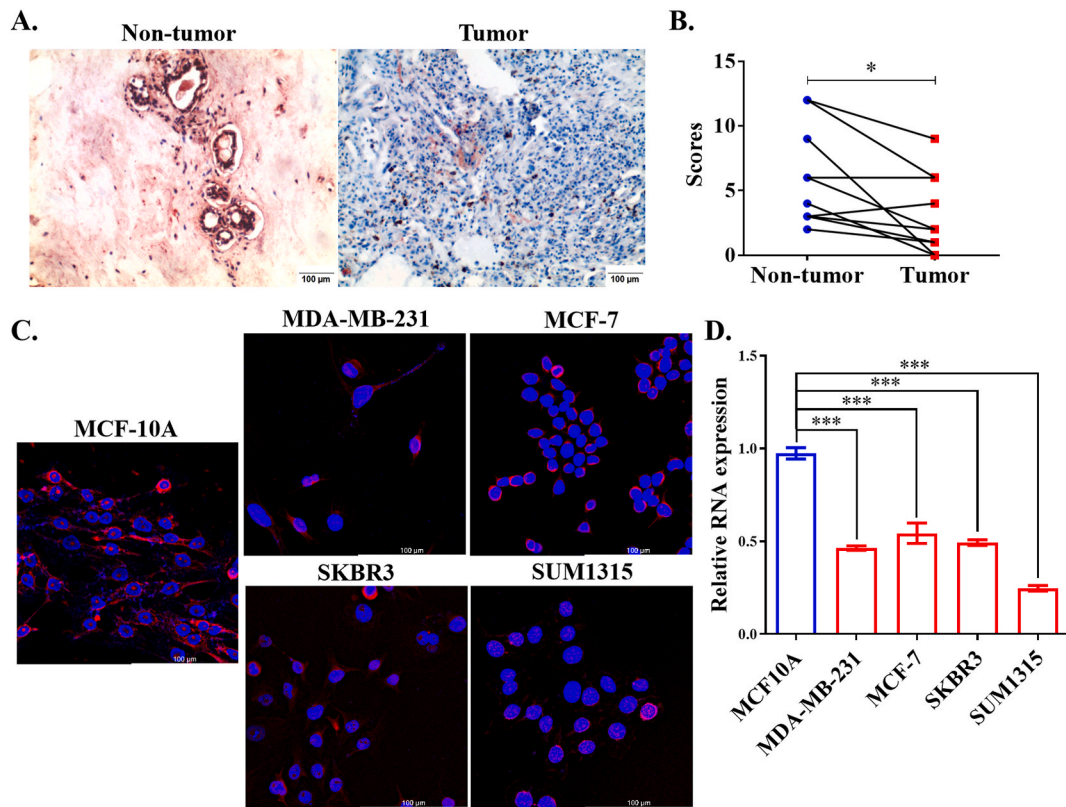 A.
Non-tumor
Tumor
100 μm
100 μm
B.
*
15
10
5
0
Scores
Non-tumor
Tumor
C.
MCF-10A
100 μm
MDA-MB-231
100 μm
MCF-7
100 μm
SKBR3
100 μm
SUM1315
100 μm
D.
***
***
***
***
1.5
1.0
0.5
0.0
Relative RNA expression
MCF10A
MDA-MB-231
MCF-7
SKBR3
SUM1315